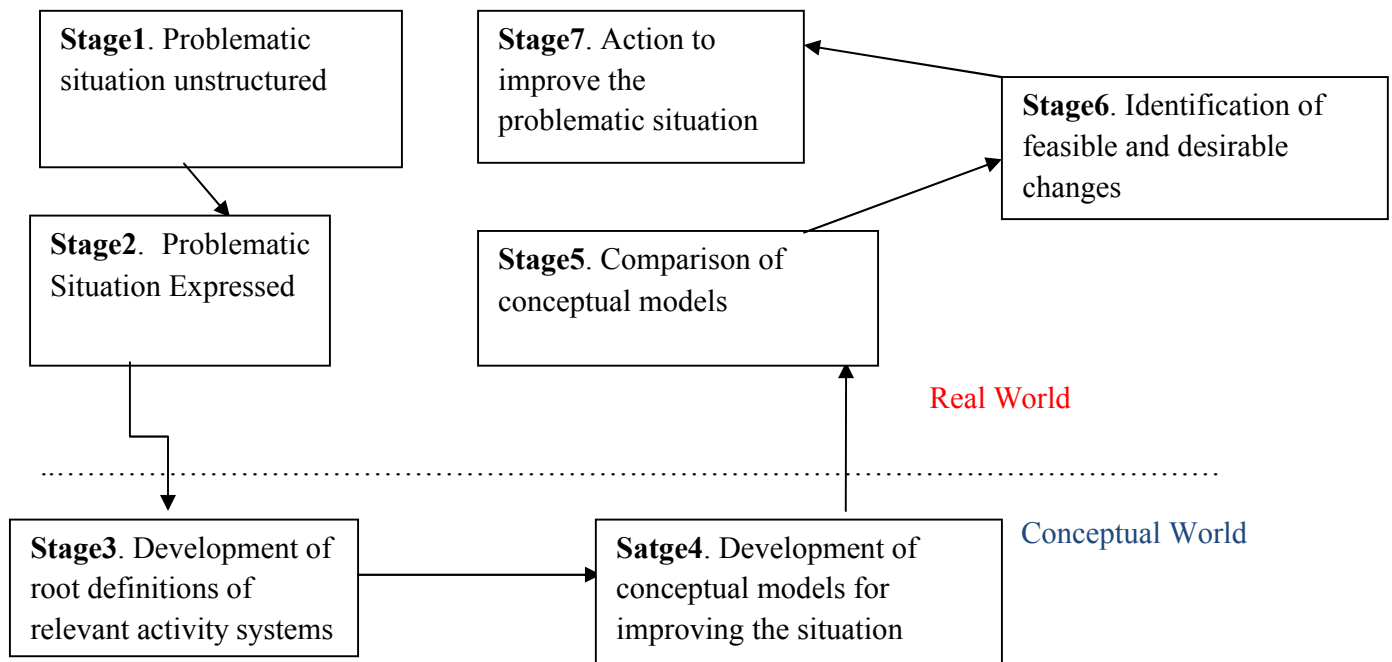 Stage1. Problematic
situation unstructured
Stage2. Problematic
Situation Expressed
Stage3. Development of
root definitions of
relevant activity systems
Satge4. Development of
conceptual models for
improving the situation
Stage5. Comparison of
conceptual models
Stage6. Identification of
feasible and desirable
changes
Stage7. Action to
improve the
problematic situation
Real World
Conceptual World